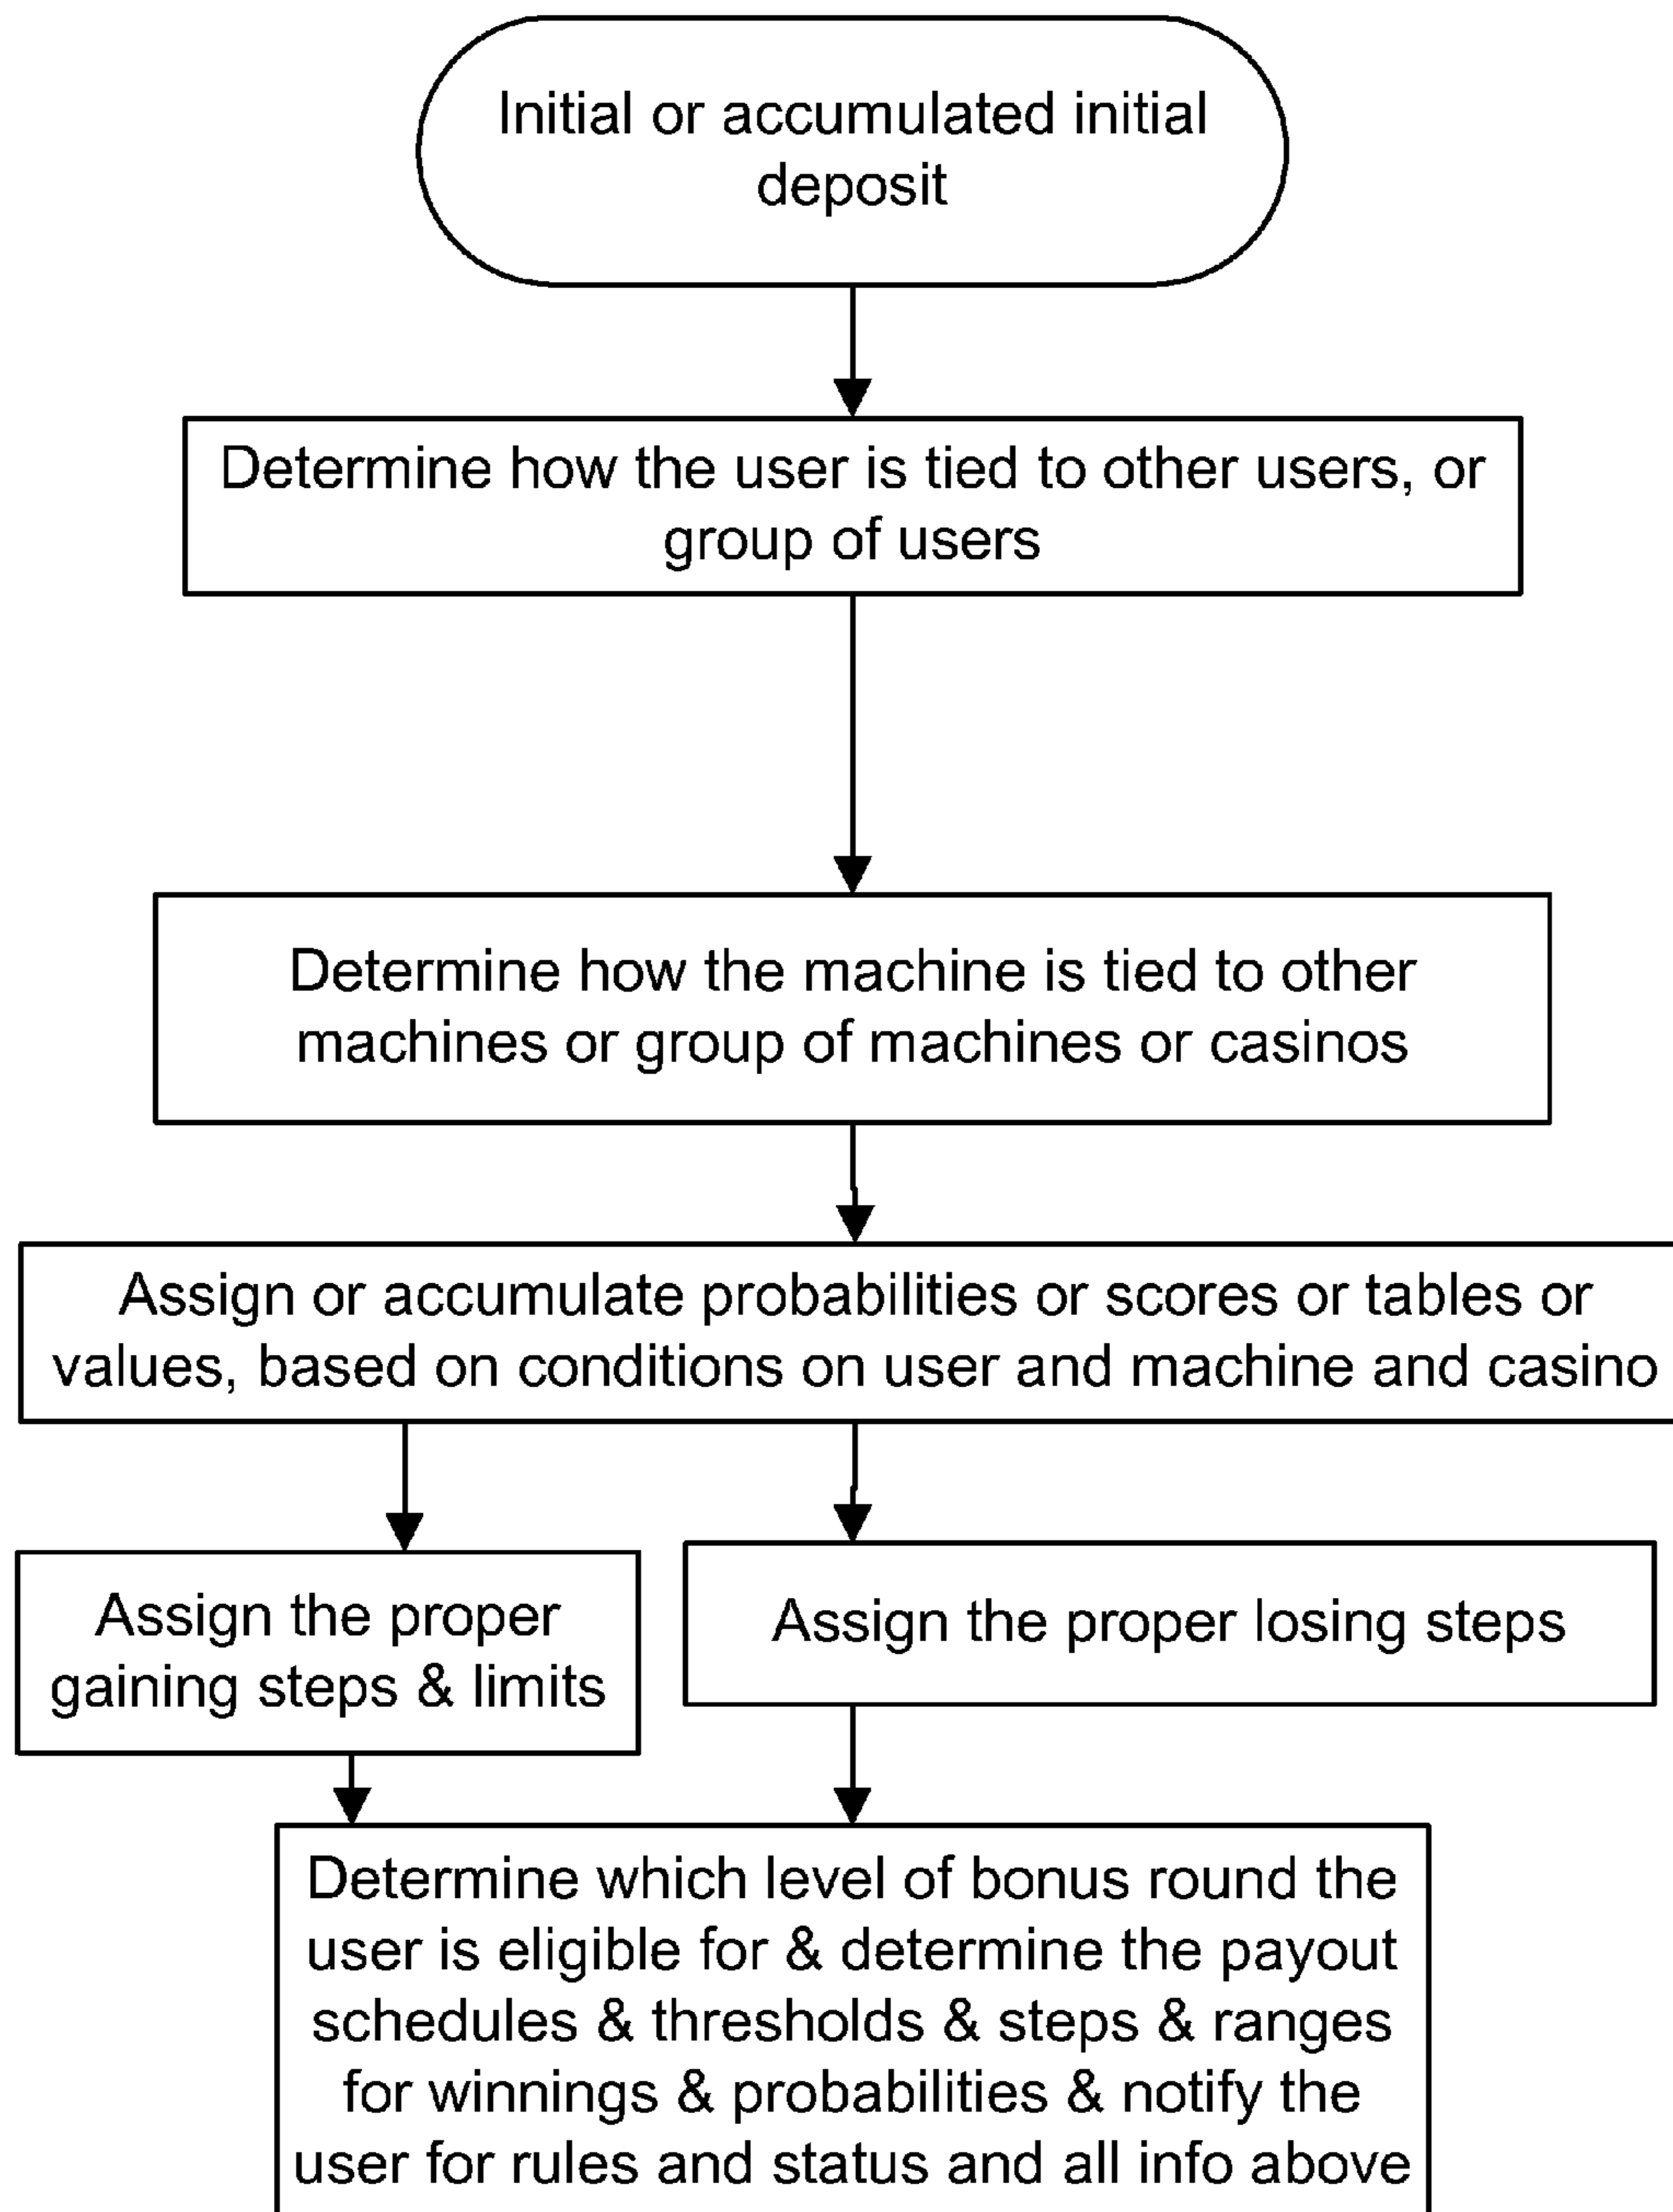 Initial or accumulated initial
deposit
Determine how the user is tied to other users, or
group of users
Determine how the machine is tied to other
machines or group of machines or casinos
Assign or accumulate probabilities or scores or tables or
values, based on conditions on user and machine and casino
Assign the proper
gaining steps & limits
Assign the proper losing steps
Determine which level of bonus round the
user is eligible for & determine the payout
schedules & thresholds & steps & ranges
for winnings & probabilities & notify the
user for rules and status and all info above